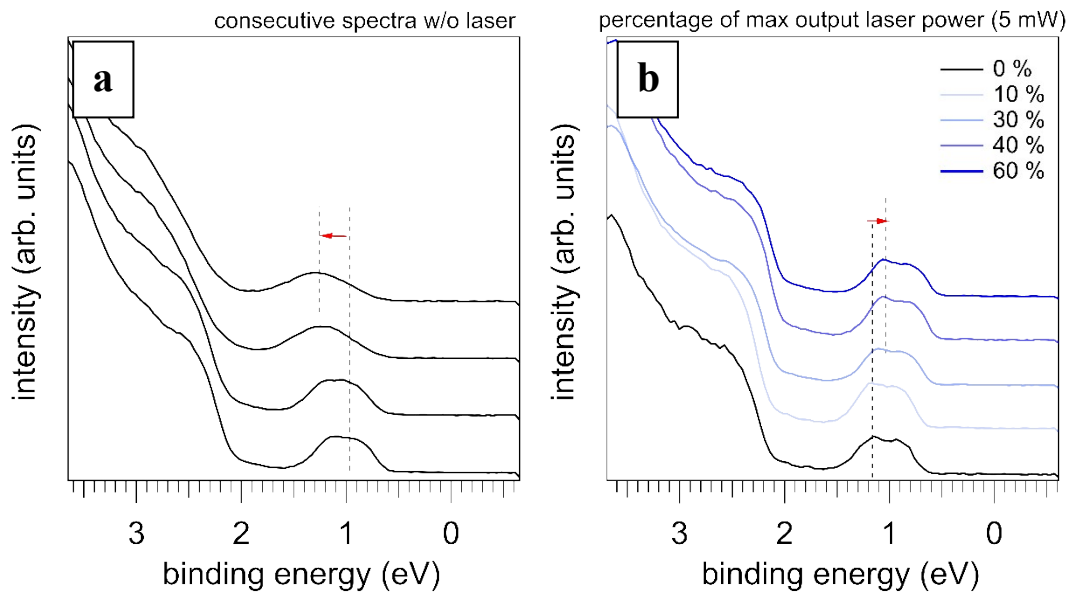 consecutive spectra w/o laser
a
intensity (arb. units)
3 2 1 0
binding energy (eV)
percentage of max output laser power (5 mW)
b
0 %
10 %
30 %
40 %
60 %
intensity (arb. units)
3 2 1 0
binding energy (eV)